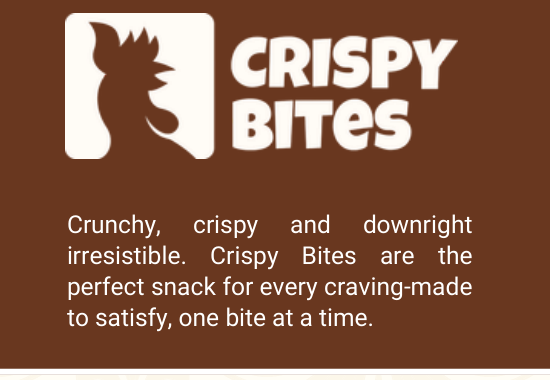 CRISPY
BITeS
Crunchy, crispy and downright
irresistible. Crispy Bites are the
perfect snack for every craving-made
to satisfy, one bite at a time.